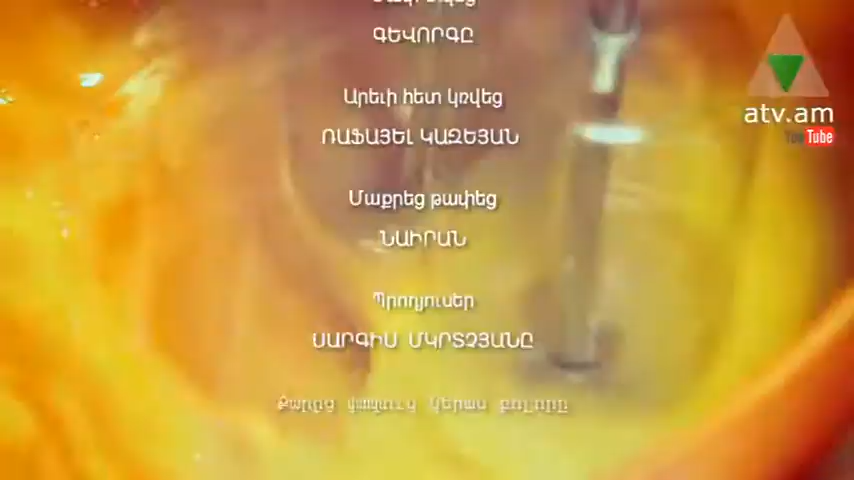 ԳԵՎՈՐԳԸ
Արեւի հետ կռվեց
ՌԱՖԱՅԵԼ ԿԱԶԵՅԱՆ
Մաքրեց թափեց
ՆԱԻՐԱՆ
Պրոդյուսեր
ՍԱՐԳԻՍ ՄԿՐՏՉՅԱՆԸ
atv.am
YouTube